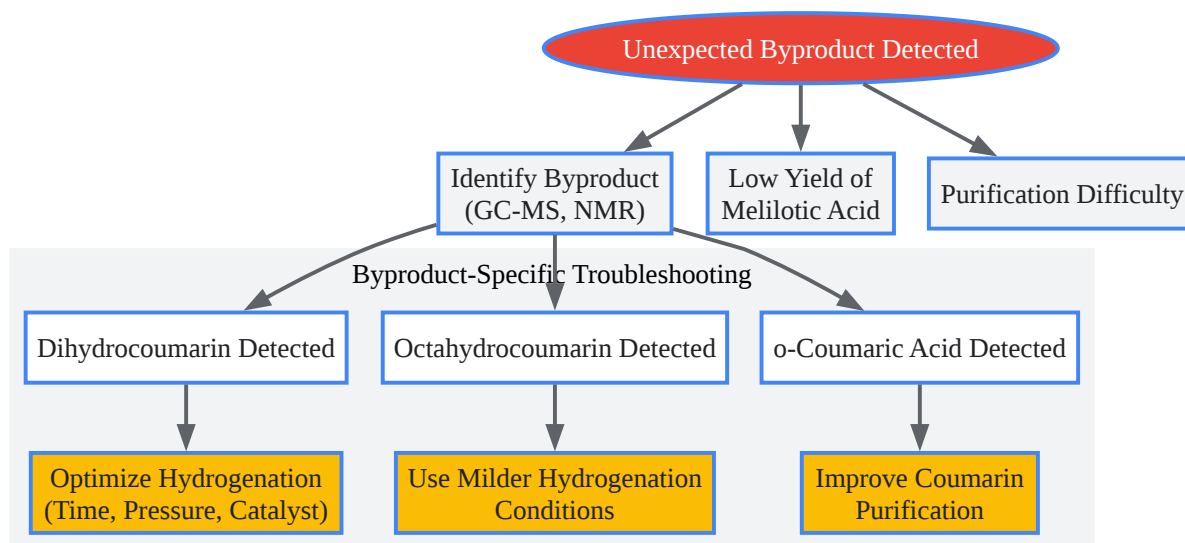 Unexpected Byproduct Detected
Identify Byproduct
(GC-MS, NMR)
Low Yield of
Melilotic Acid
Purification Difficulty
Byproduct-Specific Troubleshooting
Dihydrocoumarin Detected
Octahydrocoumarin Detected
o-Coumaric Acid Detected
Optimize Hydrogenation
(Time, Pressure, Catalyst)
Use Milder Hydrogenation
Conditions
Improve Coumarin
Purification